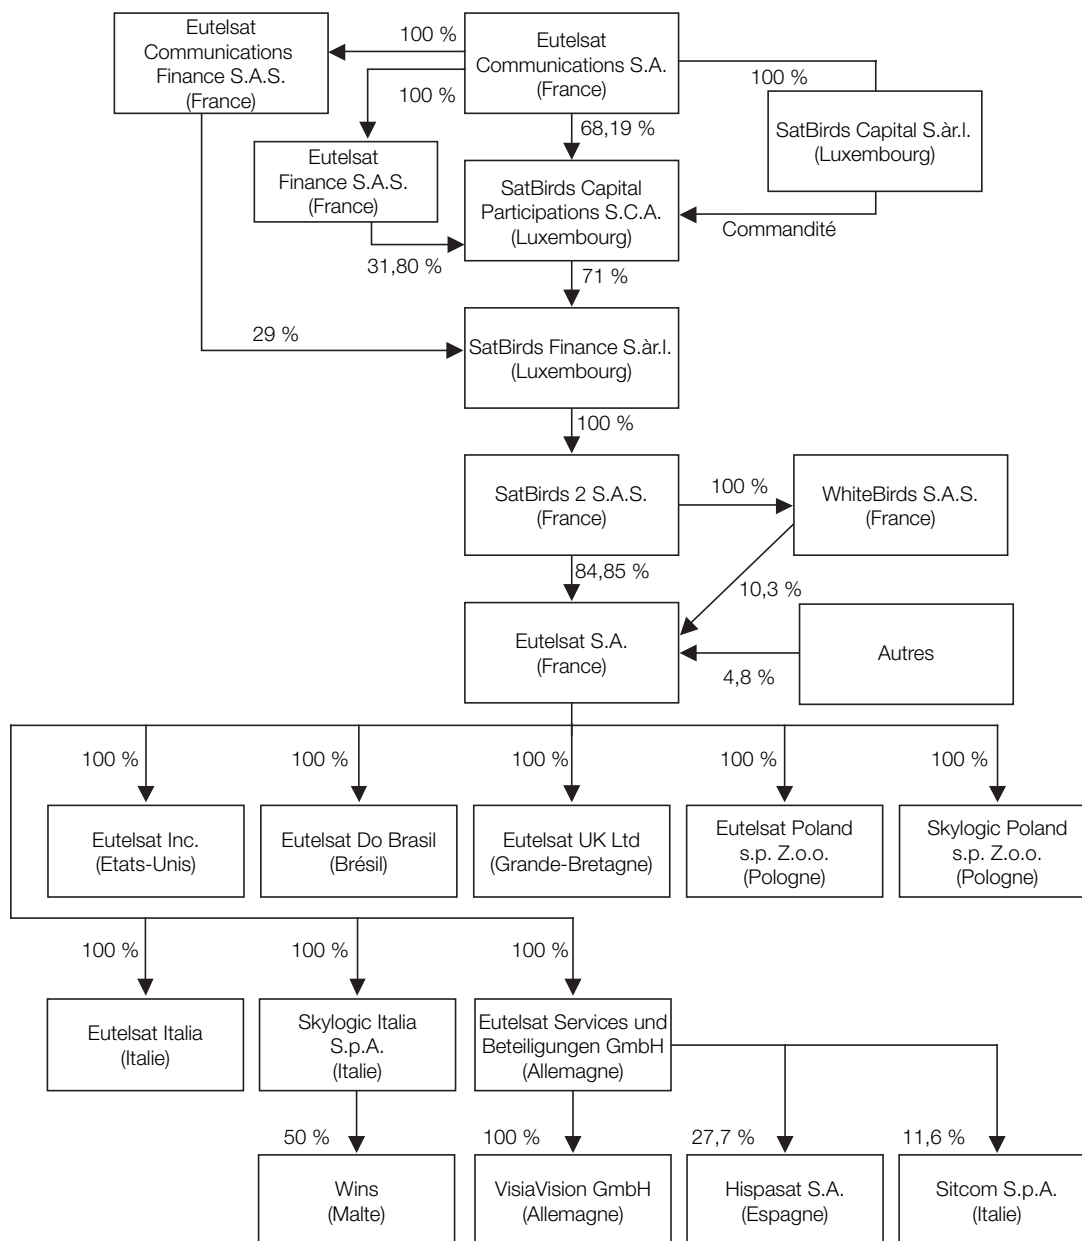 Eutelsat
Communications
Finance S.A.S.
(France)
100 %
Eutelsat
Communications S.A.
(France)
100 %
100 %
68,19 %
SatBirds Capital S.àr.l.
(Luxembourg)
Eutelsat
Finance S.A.S.
(France)
SatBirds Capital
Participations S.C.A.
(Luxembourg)
Commandité
31,80 %
71 %
29 %
SatBirds Finance S.àr.l.
(Luxembourg)
100 %
SatBirds 2 S.A.S.
(France)
100 %
WhiteBirds S.A.S.
(France)
84,85 %
10,3 %
Eutelsat S.A.
(France)
4,8 %
Autres
100 %
100 %
100 %
100 %
100 %
Eutelsat Inc.
(Etats-Unis)
Eutelsat Do Brasil
(Brésil)
Eutelsat UK Ltd
(Grande-Bretagne)
Eutelsat Poland
s.p. Z.o.o.
(Pologne)
Skylogic Poland
s.p. Z.o.o.
(Pologne)
100 %
100 %
100 %
Eutelsat Italia
(Italie)
Skylogic Italia
S.p.A.
(Italie)
Eutelsat Services und
Beteiligungen GmbH
(Allemagne)
50 %
100 %
27,7 %
11,6 %
Wins
(Malte)
VisiaVision GmbH
(Allemagne)
Hispasat S.A.
(Espagne)
Sitcom S.p.A.
(Italie)